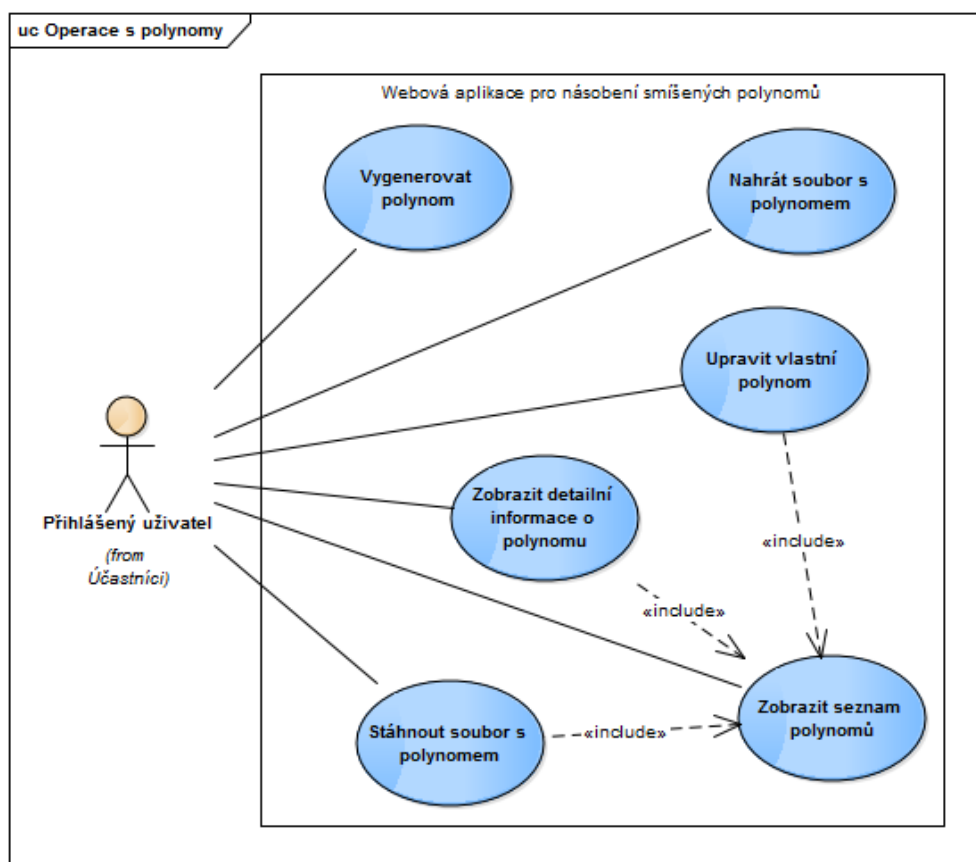 uc Operace s polynomy
Webová aplikace pro násobení smíšených polynomů
Vygenerovat
polynom
Nahrát soubor s
polynomem
Upravit vlastní
polynom
Zobrazit detailní
informace o
polynomu
Přihlášený uživatel
(from
Účastníci)
«include»
«include»
Stáhnout soubor s
polynomem
«include»
Zobrazit seznam
polynomů